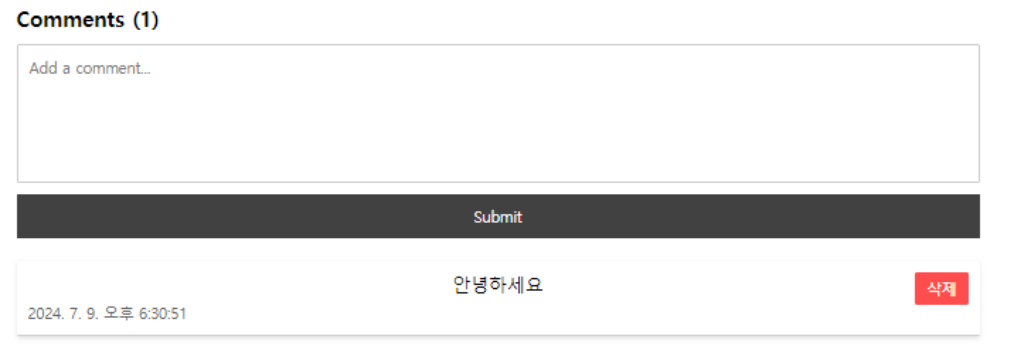 Comments (1)
Add a comment...
Submit
안녕하세요
삭제
2024. 7. 9. 오후 6:30:51